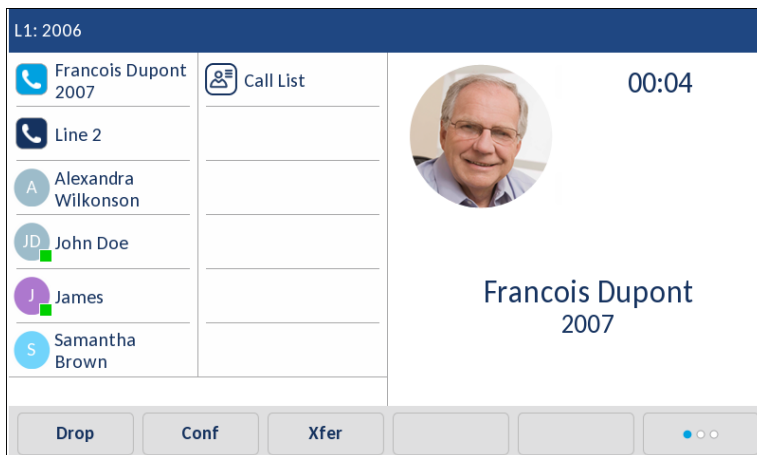 L1: 2006
Francois Dupont
2007
Line 2
A
Alexandra
Wilkonson
JD
John Doe
J
James
S
Samantha
Brown
Call List
00:04
Francois Dupont
2007
Drop
Conf
Xfer